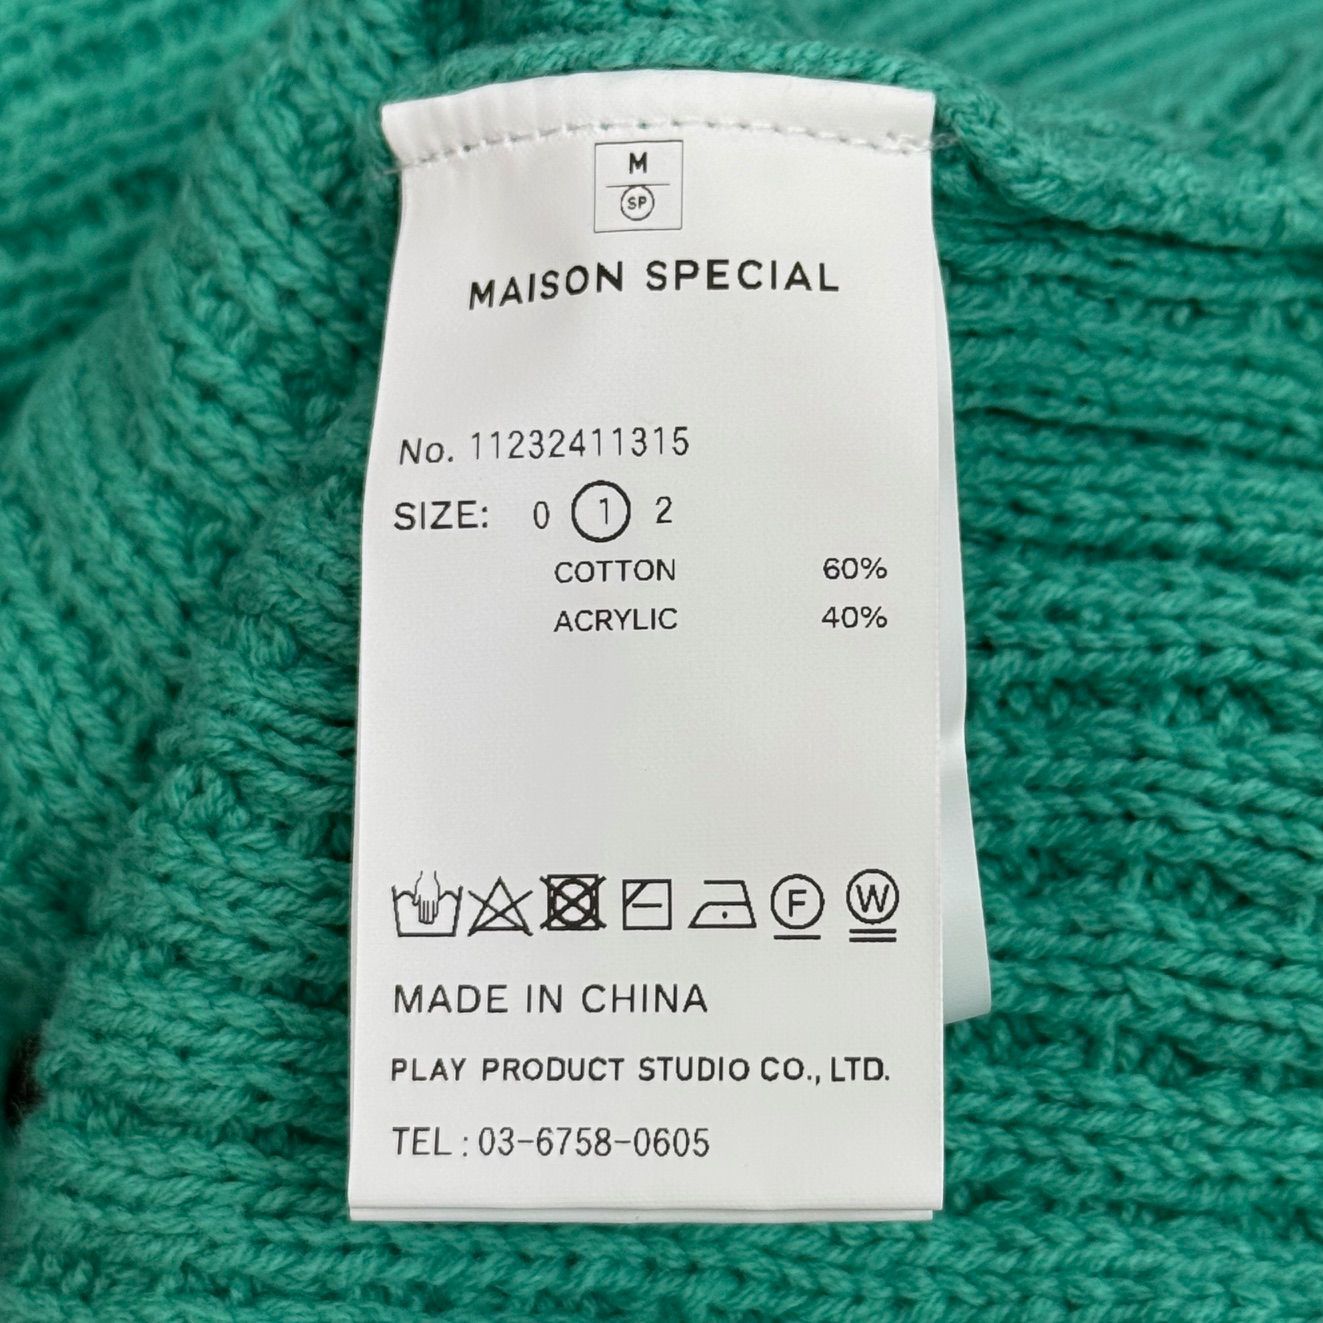 M
SP
MAISON SPECIAL
No. 11232411315
SIZE: 0 1 2
COTTON 60%
ACRYLIC 40%
F W
MADE IN CHINA
PLAY PRODUCT STUDIO CO., LTD.
TEL : 03-6758-0605